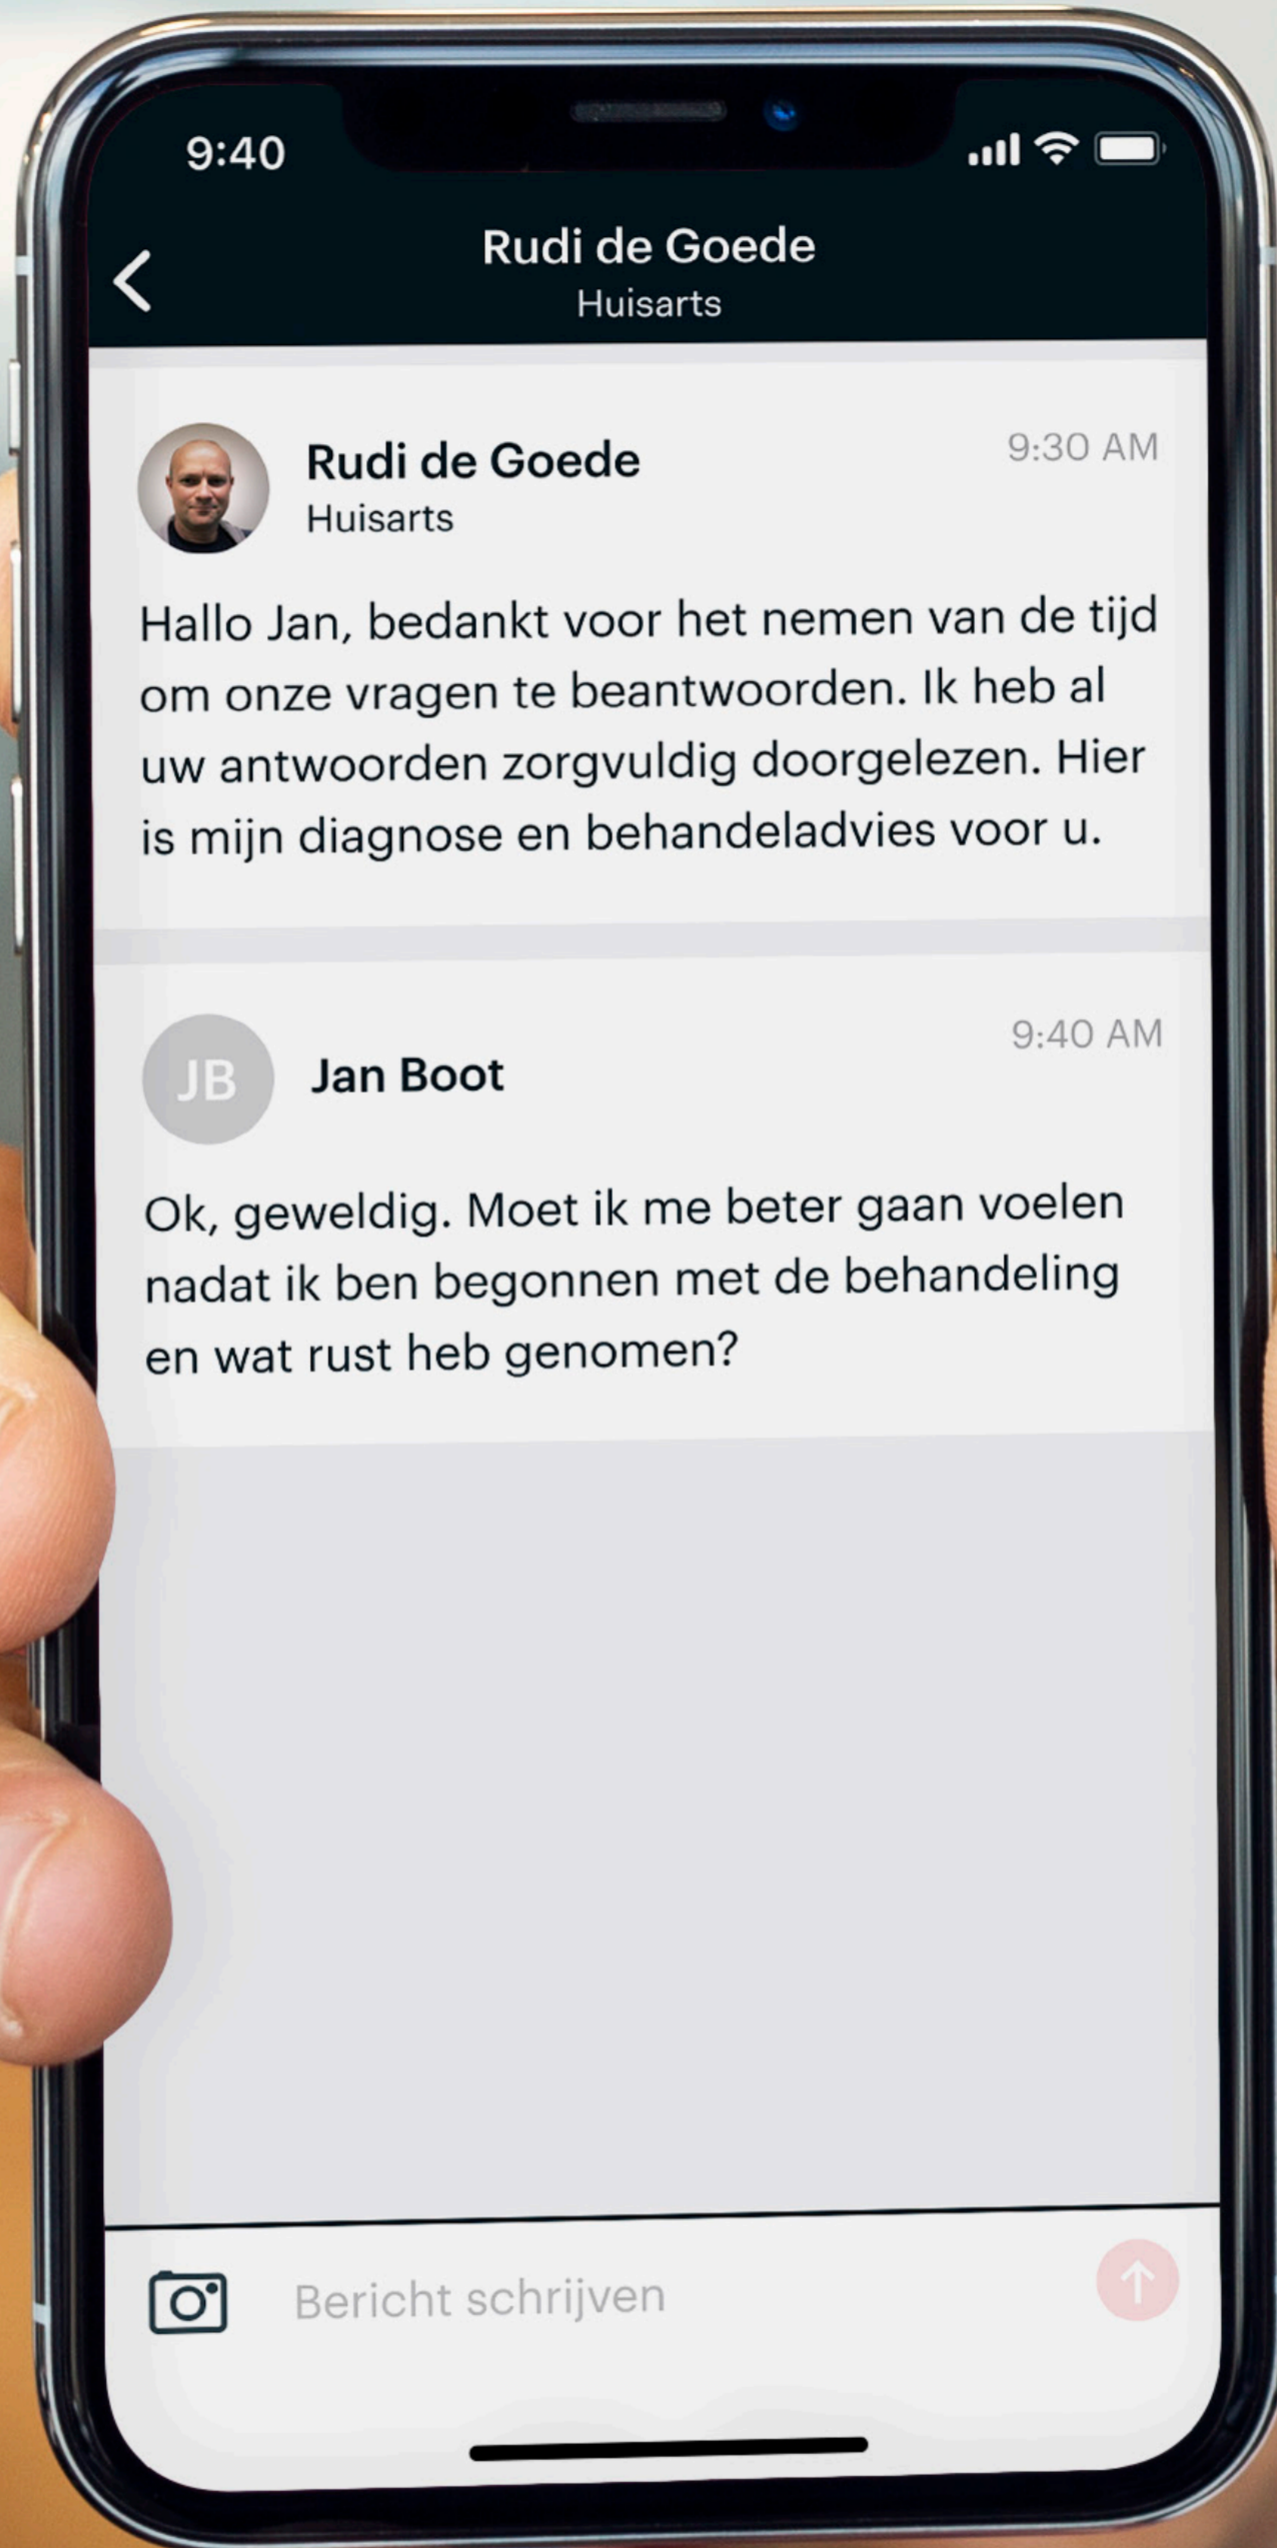 9:40
Rudi de Goede
Huisarts
Rudi de Goede
9:30 AM
Huisarts
Hallo Jan, bedankt voor het nemen van de tijd
om onze vragen te beantwoorden. Ik heb al
uw antwoorden zorgvuldig doorgelezen. Hier
is mijn diagnose en behandeladvies voor u.
JB
Jan Boot
9:40 AM
Ok, geweldig. Moet ik me beter gaan voelen
nadat ik ben begonnen met de behandeling
en wat rust heb genomen?
Bericht schrijven